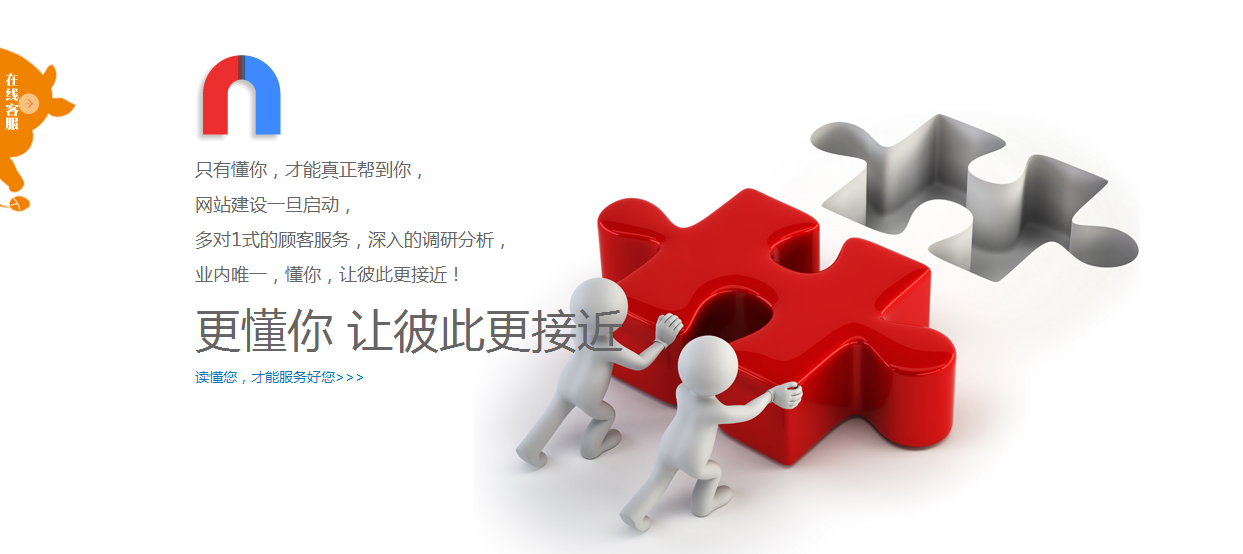 在线客服
只有懂你，才能真正帮到你，
网站建设一旦启动，
多对1式的顾客服务，深入的调研分析，
业内唯一，懂你，让彼此更接近！
更懂你 让彼此更接近
读懂您，才能服务好您>>>